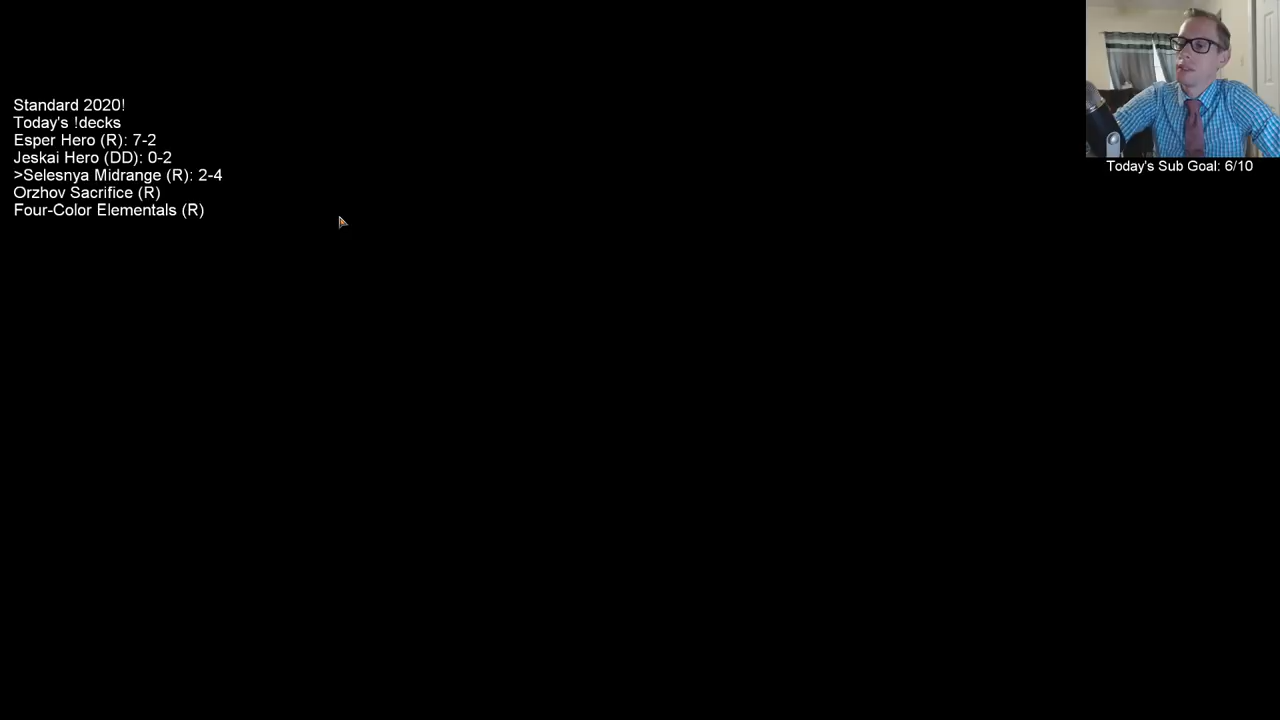 Standard 2020!
Today's !decks
Esper Hero (R): 7-2
Jeskai Hero (DD): 0-2
>Selesnya Midrange (R): 2-4
Orzhov Sacrifice (R)
Four-Color Elementals (R)
Today's Sub Goal: 6/10